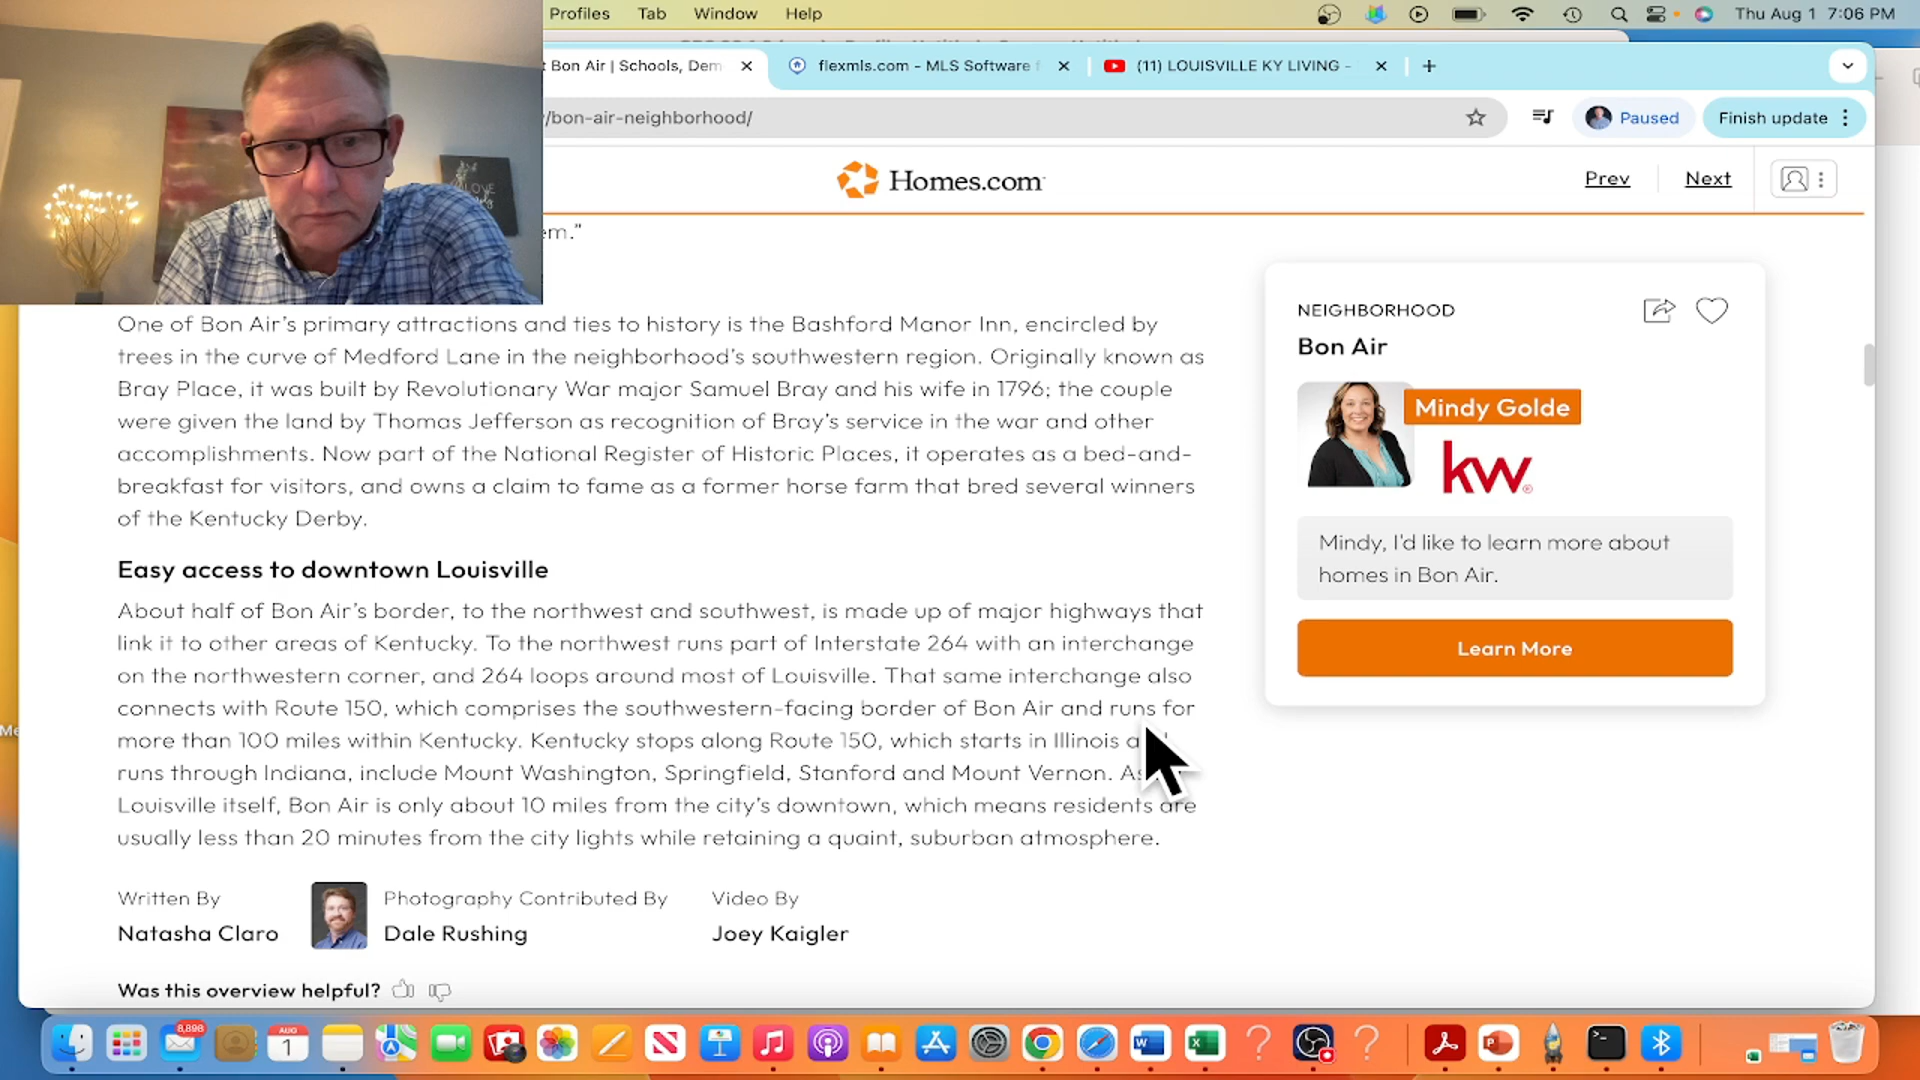 Profiles Tab Window Help Thu Aug 1 7:06 PM
Bon Air | Schools, Dem
flexmls.com - MLS Software
(11) LOUISVILLE KY LIVING -
/bon-air-neighborhood/
Paused
Finish update
Homes.com
Prev
Next
LOVE
em.”
One of Bon Air’s primary attractions and ties to history is the Bashford Manor Inn, encircled by
trees in the curve of Medford Lane in the neighborhood’s southwestern region. Originally known as
Bray Place, it was built by Revolutionary War major Samuel Bray and his wife in 1796; the couple
were given the land by Thomas Jefferson as recognition of Bray’s service in the war and other
accomplishments. Now part of the National Register of Historic Places, it operates as a bed-and-
breakfast for visitors, and owns a claim to fame as a former horse farm that bred several winners
of the Kentucky Derby.
Easy access to downtown Louisville
About half of Bon Air’s border, to the northwest and southwest, is made up of major highways that
link it to other areas of Kentucky. To the northwest runs part of Interstate 264 with an interchange
on the northwestern corner, and 264 loops around most of Louisville. That same interchange also
connects with Route 150, which comprises the southwestern-facing border of Bon Air and runs for
more than 100 miles within Kentucky. Kentucky stops along Route 150, which starts in Illinois
runs through Indiana, include Mount Washington, Springfield, Stanford and Mount Vernon. As
Louisville itself, Bon Air is only about 10 miles from the city’s downtown, which means residents are
usually less than 20 minutes from the city lights while retaining a quaint, suburban atmosphere.
Written By
Natasha Claro
Photography Contributed By
Dale Rushing
Video By
Joey Kaigler
Was this overview helpful?
NEIGHBORHOOD
Bon Air
Mindy Golde
kw
Mindy, I'd like to learn more about
homes in Bon Air.
Learn More
8,898
AUG
1